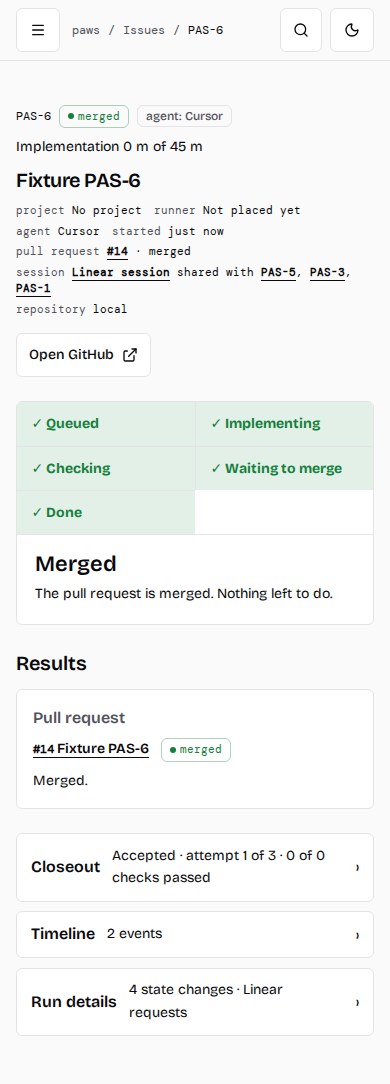 paws / Issues / PAS-6
PAS-6 merged agent: Cursor
Implementation 0 m of 45 m
Fixture PAS-6
project No project runner Not placed yet
agent Cursor started just now
pull request #14 · merged
session Linear session shared with PAS-5, PAS-3,
PAS-1
repository local
Open GitHub
✓ Queued ✓ Implementing
✓ Checking ✓ Waiting to merge
✓ Done
Merged
The pull request is merged. Nothing left to do.
Results
Pull request
#14 Fixture PAS-6 merged
Merged.
Closeout Accepted · attempt 1 of 3 · 0 of 0
checks passed
Timeline 2 events
Run details 4 state changes · Linear
requests